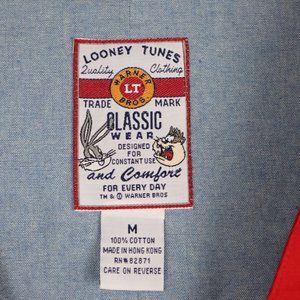 LOONEY TUNES
Quality Clothing
WARNER
LT
BROS.
TRADE MARK
CLASSIC
WEAR
DESIGNED
FOR
CONSTANT USE
and Comfort
FOR EVERY DAY
TM & © WARNER BROS
M
100% COTTON
MADE IN HONG KONG
RN# 82871
CARE ON REVERSE